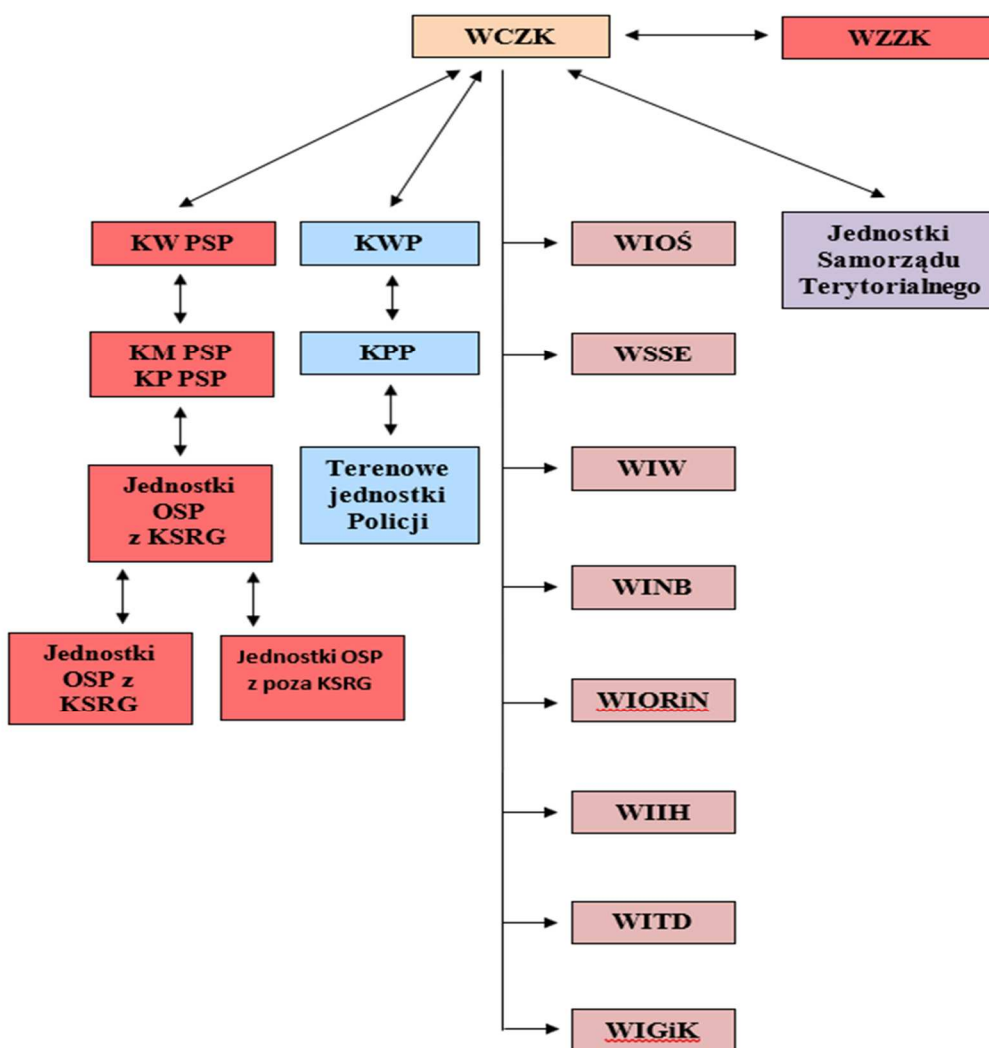 WCZK
WZZK
KW PSP
KM PSP
KP PSP
Jednostki
OSP
z KSRG
Jednostki
OSP z
KSRG
Jednostki OSP
z poza KSRG
KWP
KPP
Terenowe
jednostki
Policji
WIOŚ
WSSE
WIW
WINB
WIORiN
WIIH
WITD
WIGiK
Jednostki
Samorządu
Terytorialnego